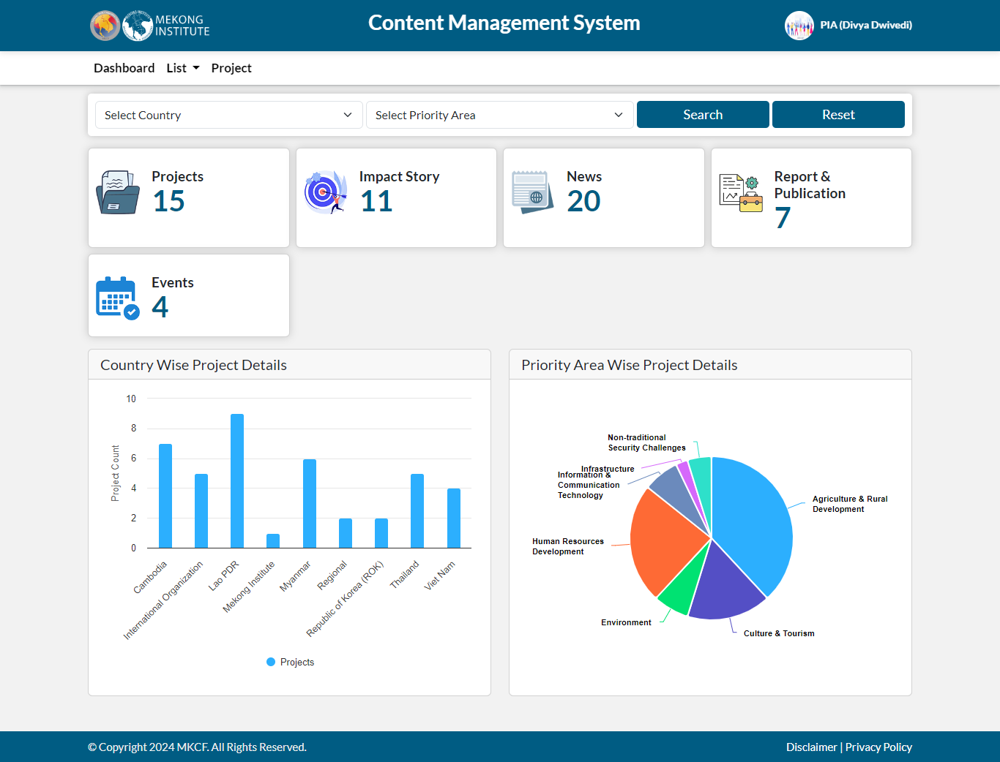 MEKONG
INSTITUTE
Content Management System
PIA (Divya Dwivedi)
Dashboard List Project
Select Country
Select Priority Area
Search
Reset
Projects
15
Impact Story
11
News
20
Report &
Publication
7
Events
4
Country Wise Project Details
10
8
6
4
2
0
Project Count
Cambodia
International Organization
Lao PDR
Mekong Institute
Myanmar
Regional
Republic of Korea (ROK)
Thailand
Viet Nam
Projects
Priority Area Wise Project Details
Non-traditional
Security Challenges
Infrastructure
Information &
Communication
Technology
Agriculture & Rural
Development
Human Resources
Development
Environment
Culture & Tourism
© Copyright 2024 MKCF. All Rights Reserved.
Disclaimer | Privacy Policy